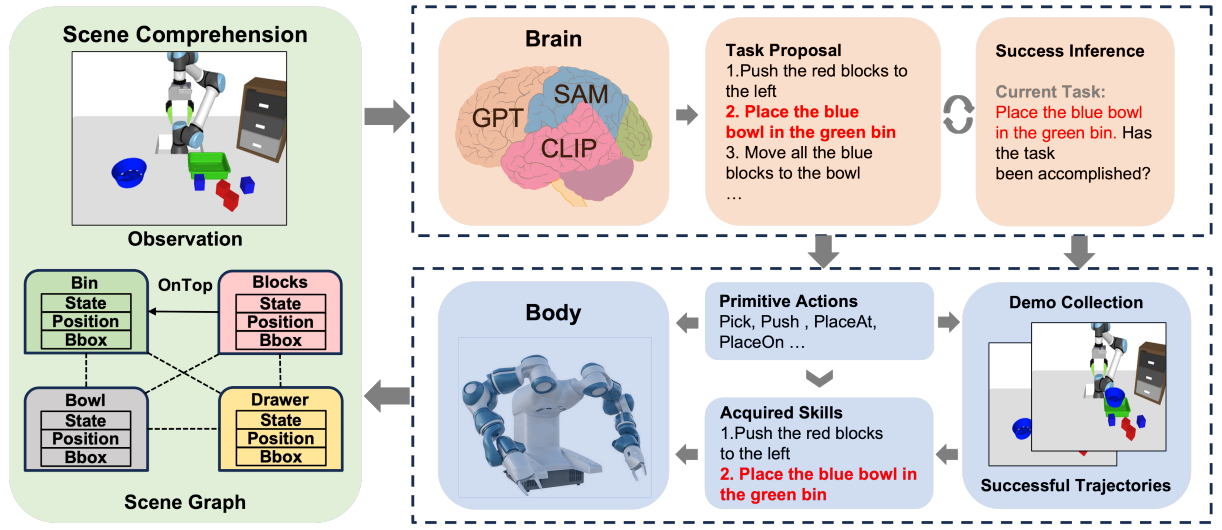 Scene Comprehension
Observation
Bin
State
Position
Bbox
OnTop
Blocks
State
Position
Bbox
Bowl
State
Position
Bbox
Drawer
State
Position
Bbox
Scene Graph
Brain
GPT
SAM
CLIP
Task Proposal
1.Push the red blocks to
the left
2. Place the blue
bowl in the green bin
3. Move all the blue
blocks to the bowl
…
Success Inference
Current Task:
Place the blue bowl
in the green bin. Has
the task
been accomplished?
Body
Primitive Actions
Pick, Push , PlaceAt,
PlaceOn …
Acquired Skills
1.Push the red blocks
to the left
2. Place the blue bowl in
the green bin
Demo Collection
Successful Trajectories